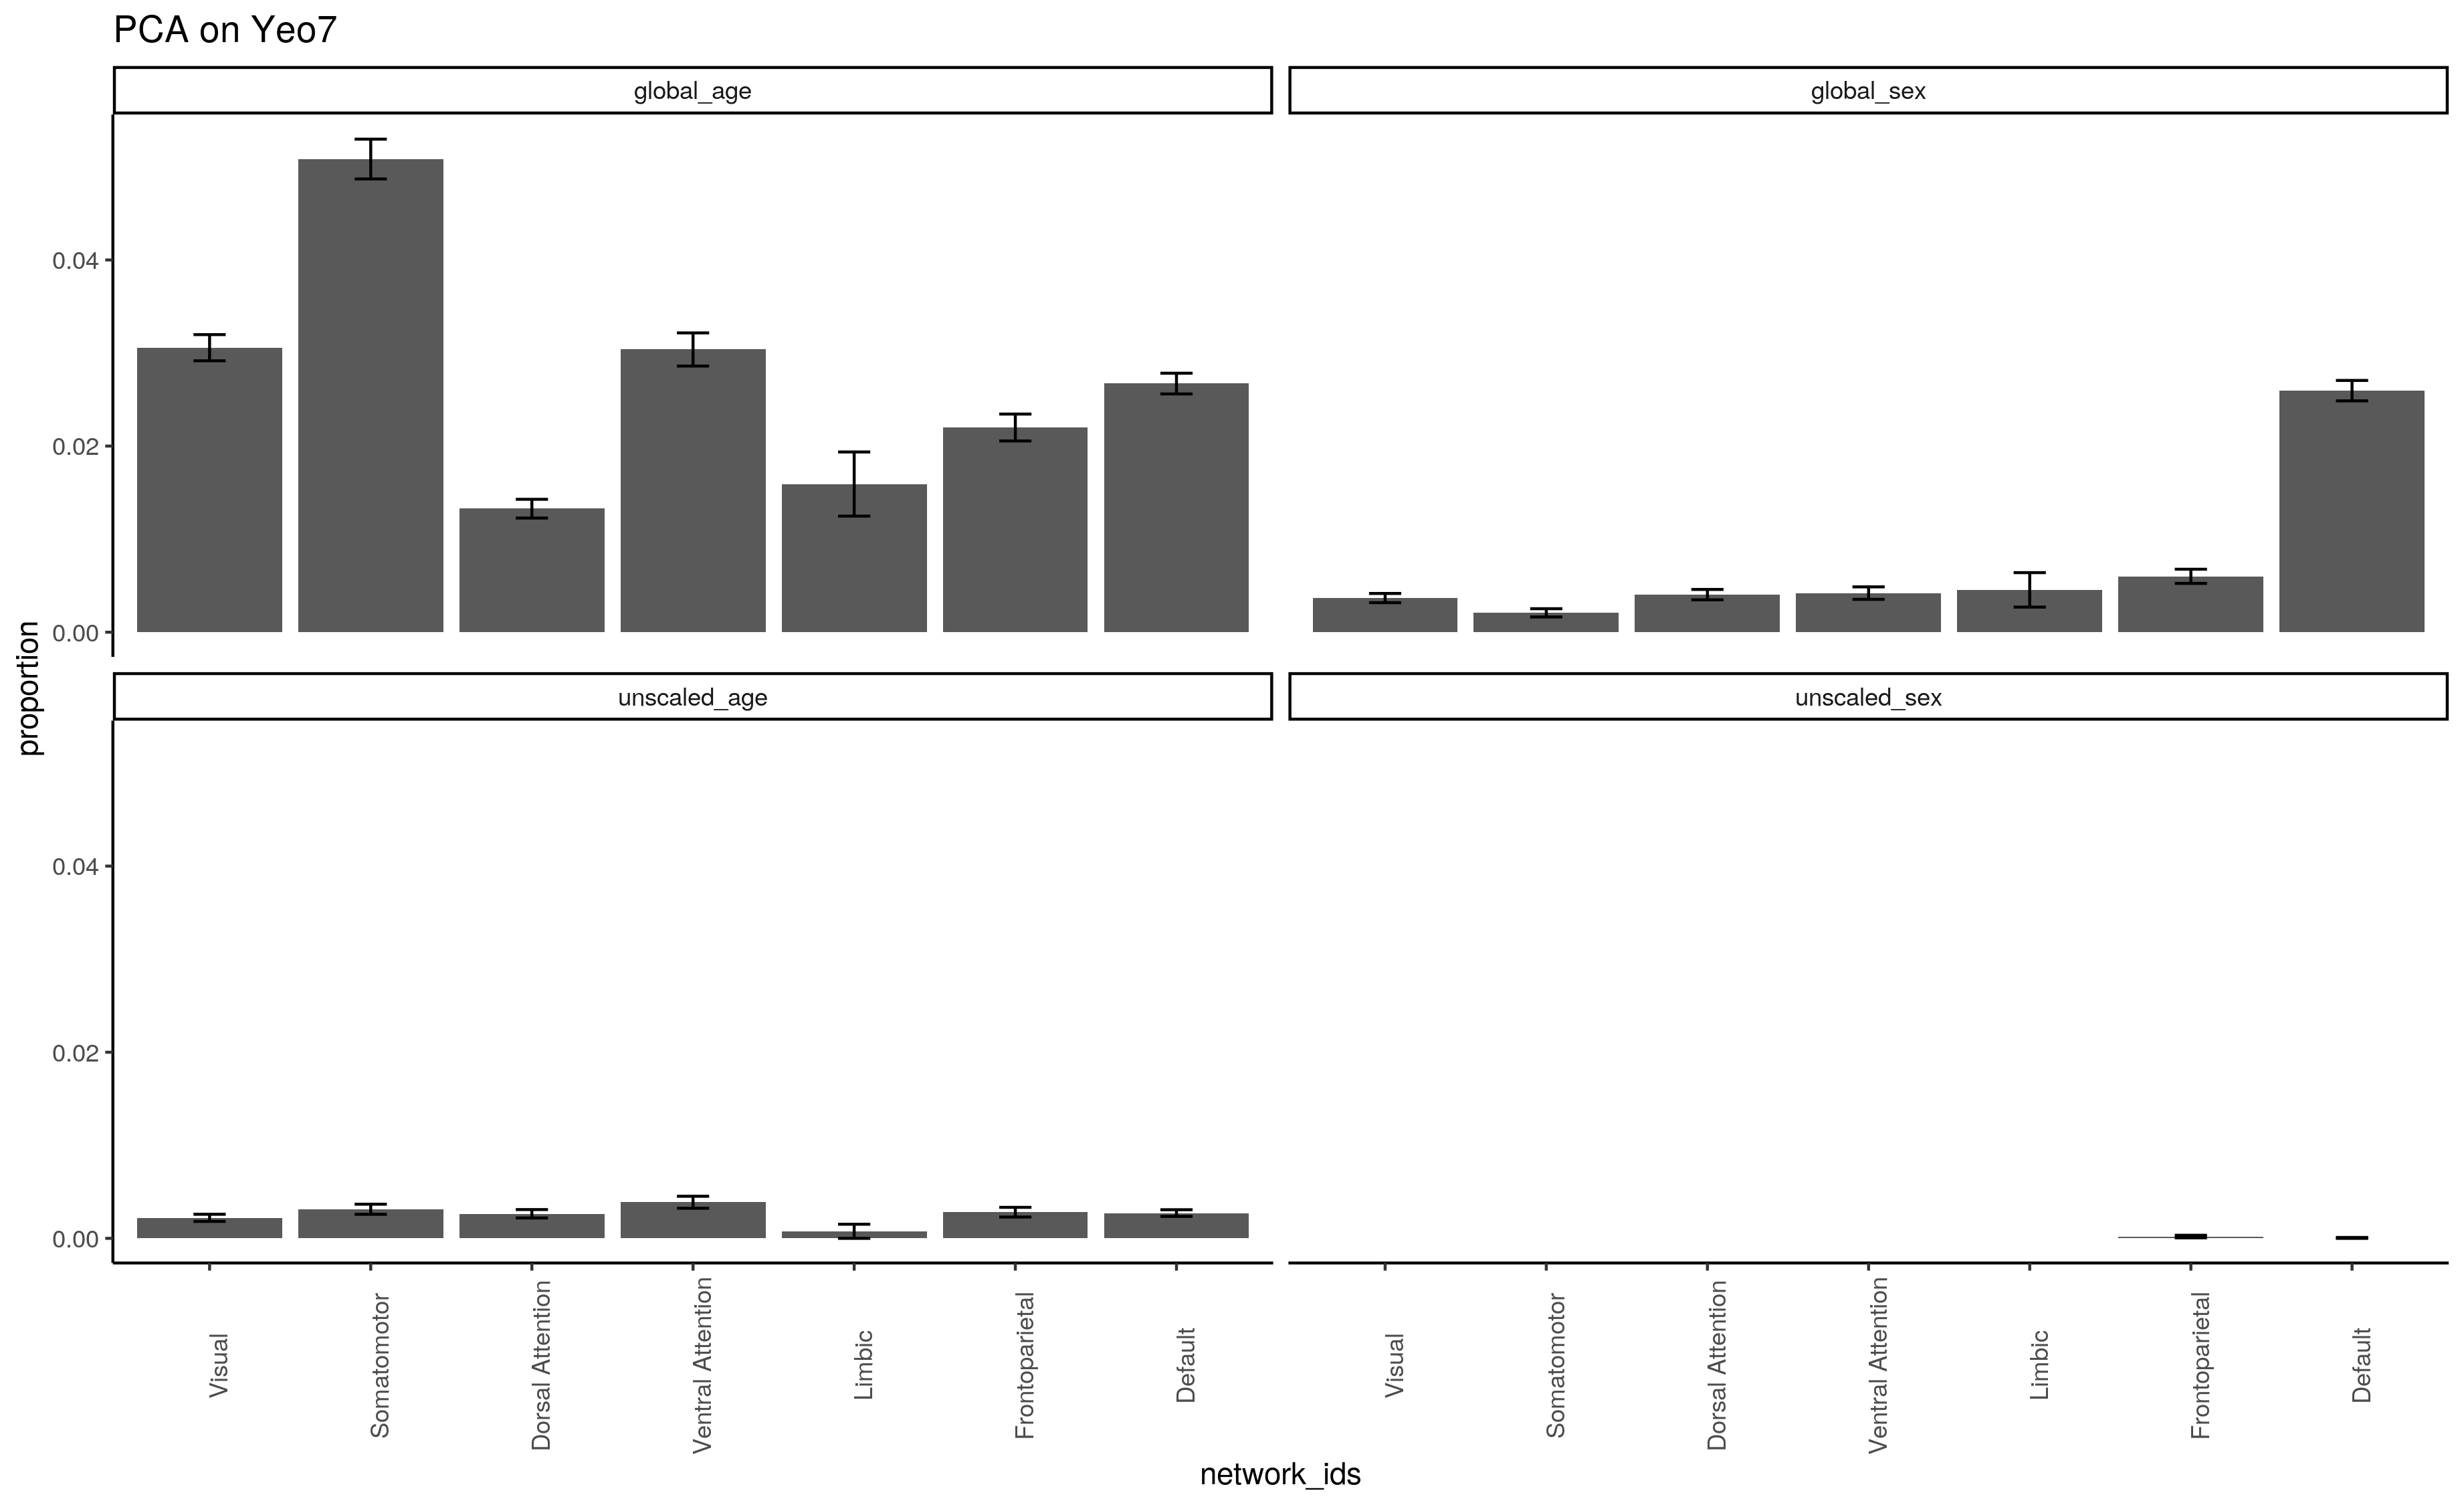 PCA on Yeo7
global_age
global_sex
0.04
0.02
0.00
proportion
unscaled_age
unscaled_sex
0.04
0.02
0.00
Visual
Somatomotor
Dorsal Attention
Ventral Attention
Limbic
Frontoparietal
Default
Visual
Somatomotor
Dorsal Attention
Ventral Attention
Limbic
Frontoparietal
Default
network_ids